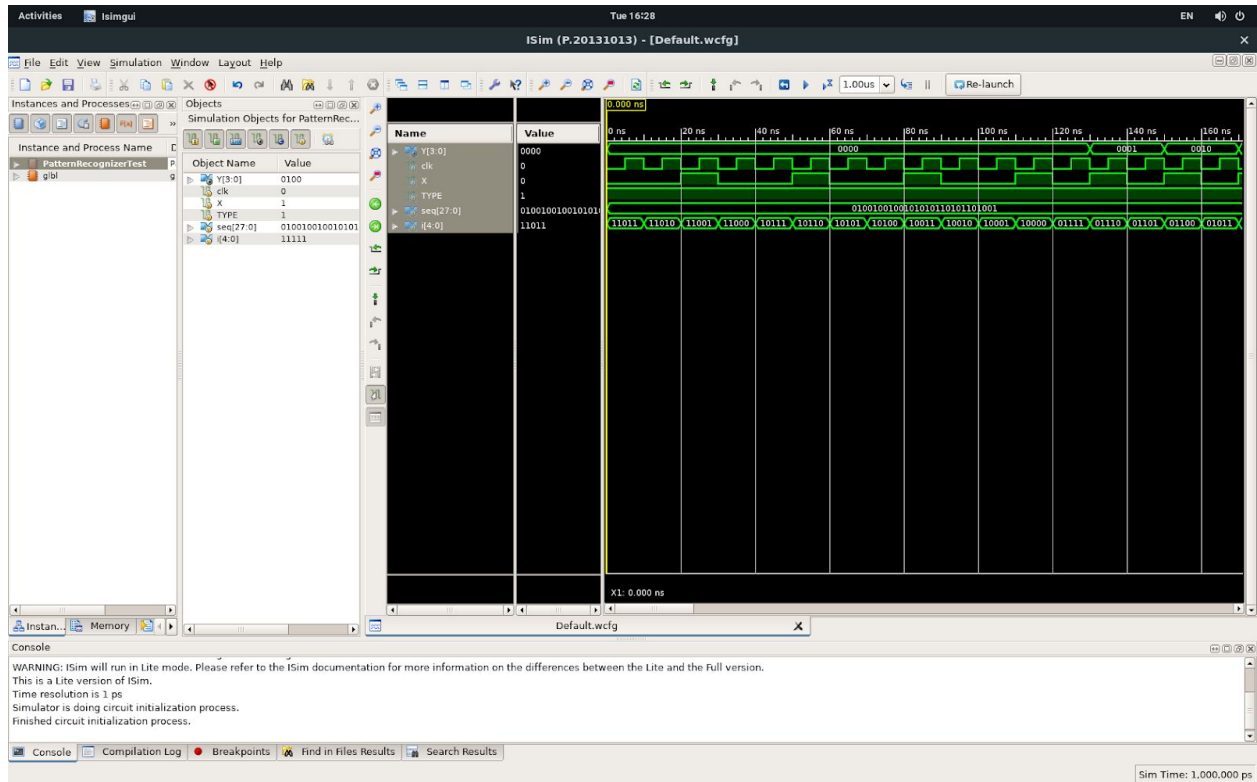 Activities Isimgui Tue 16:28 EN
ISim (P.20131013) - [Default.wcfg]
File Edit View Simulation Window Layout Help
1.00us Re-launch
Instances and Processes
Instance and Process Name
PatternRecognizerTest P
glbl g
Instan... Memory
Objects
Simulation Objects for PatternRec...
Object Name Value
Y[3:0] 0100
clk 0
X 1
TYPE 1
seq[27:0] 010010010010101
i[4:0] 11111
Name Value
Y[3:0] 0000
clk 0
X 0
TYPE 1
seq[27:0]
i[4:0] 11011
0.000 ns
0 ns 20 ns 40 ns 60 ns 80 ns 100 ns 120 ns 140 ns 160 ns
0000 0001 0010
0100100100101010110101101001
11011 11010 11001 11000 10111 10110 10101 10100 10011 10010 10001 10000 01111 01110 01101 01100 01011
X1: 0.000 ns
Default.wcfg
Console
WARNING: ISim will run in Lite mode. Please refer to the ISim documentation for more information on the differences between the Lite and the Full version.
This is a Lite version of ISim.
Time resolution is 1 ps
Simulator is doing circuit initialization process.
Finished circuit initialization process.
Console Compilation Log Breakpoints Find in Files Results Search Results
Sim Time: 1,000,000 ps